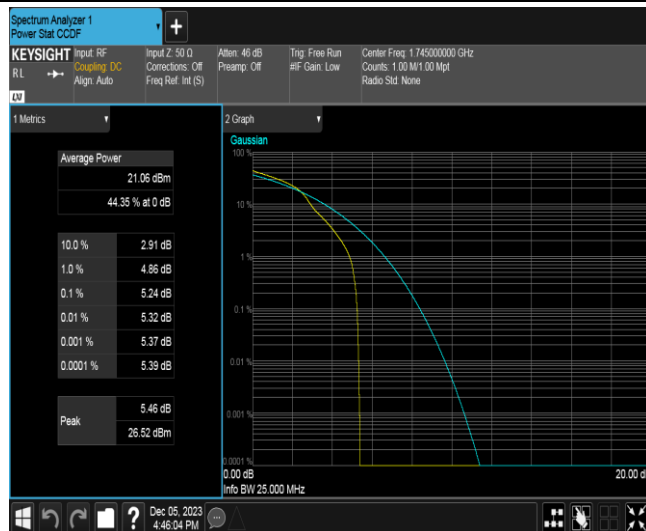 Spectrum Analyzer 1
Power Stat CCDF
+
KEYSIGHT
RL
Input: RF
Coupling: DC
Align: Auto
Input Z: 50 Ω
Corrections: Off
Freq Ref: Int (S)
Atten: 46 dB
Preamp: Off
Trig: Free Run
#IF Gain: Low
Center Freq: 1.745000000 GHz
Counts: 1.00 M/1.00 Mpt
Radio Std: None
1 Metrics
Average Power
21.06 dBm
44.35 % at 0 dB
10.0 % 2.91 dB
1.0 % 4.86 dB
0.1 % 5.24 dB
0.01 % 5.32 dB
0.001 % 5.37 dB
0.0001 % 5.39 dB
Peak
5.46 dB
26.52 dBm
2 Graph
Gaussian
100 %
10 %
1 %
0.1 %
0.01 %
0.001 %
0.0001 %
0.00 dB
20.00 d
Info BW 25.000 MHz
?
Dec 05, 2023
4:46:04 PM